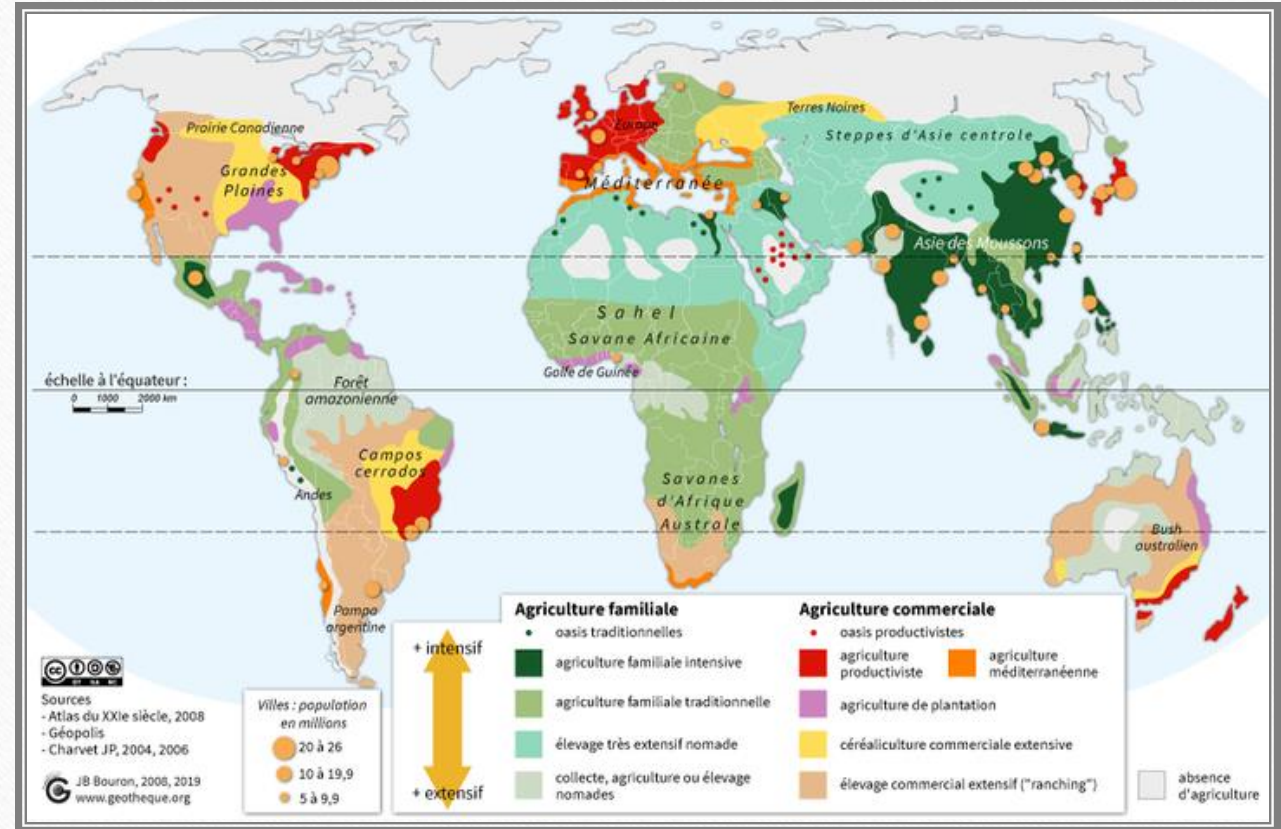 Prairie Canadienne
Grandes
Plaines
Europe
Méditerranée
Terres Noires
Steppes d'Asie centrale
Asie des Moussons
Sahel
Savane Africaine
Golfe de Guinée
échelle à l'équateur :
0 1000 2000 km
Forêt
amazonienne
Campos
cerrados
Andes
Savanes
d'Afrique
Australe
Bush
australien
Pampa
argentine
Sources
- Atlas du XXIe siècle, 2008
- Géopolis
- Charvet JP, 2004, 2006
JB Bouron, 2008, 2019
www.geotheque.org
Villes : population
en millions
20 à 26
10 à 19,9
5 à 9,9
+ intensif
+ extensif
Agriculture familiale
oasis traditionnelles
agriculture familiale intensive
agriculture familiale traditionnelle
élevage très extensif nomade
collecte, agriculture ou élevage
nomades
Agriculture commerciale
oasis productivistes
agriculture
productiviste
agriculture
méditerranéenne
agriculture de plantation
céréaliculture commerciale extensive
élevage commercial extensif ("ranching")
absence
d'agriculture